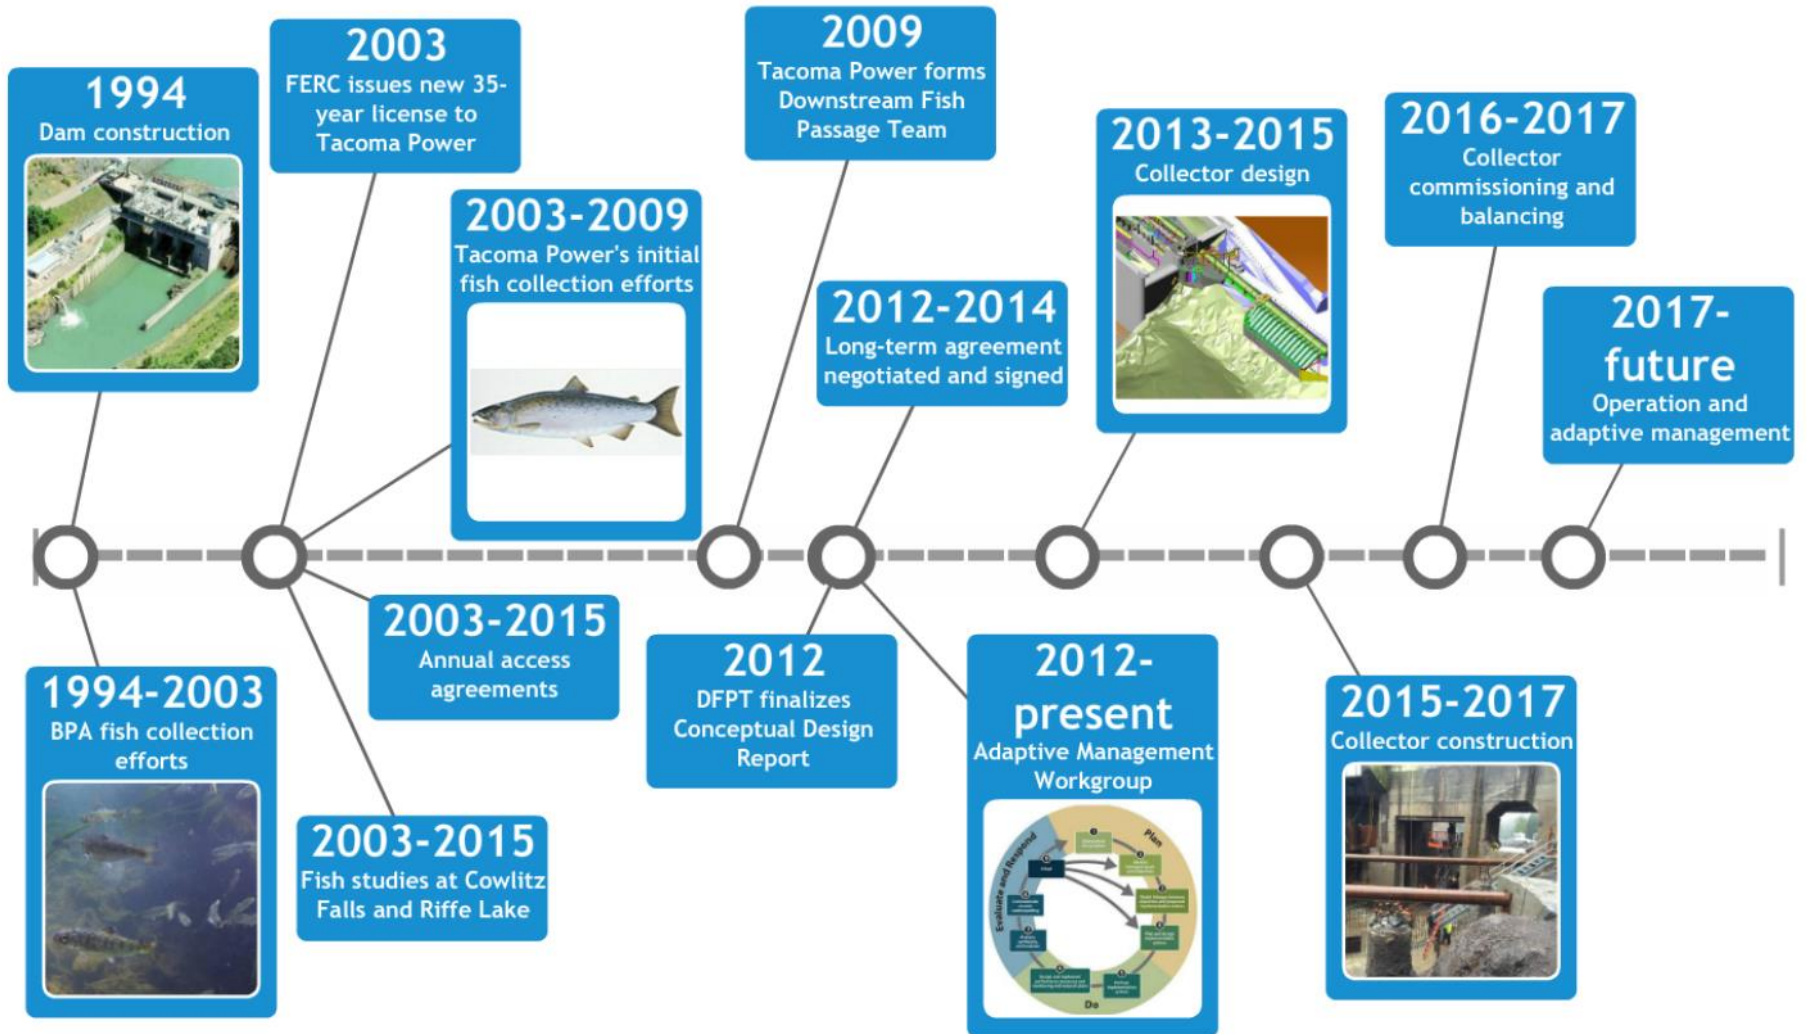 1994
Dam construction
2003
FERC issues new 35-
year license to
Tacoma Power
2003-2009
Tacoma Power's initial
fish collection efforts
2009
Tacoma Power forms
Downstream Fish
Passage Team
2012-2014
Long-term agreement
negotiated and signed
2013-2015
Collector design
2016-2017
Collector
commissioning and
balancing
2017-
future
Operation and
adaptive management
1994-2003
BPA fish collection
efforts
2003-2015
Annual access
agreements
2003-2015
Fish studies at Cowlitz
Falls and Riffe Lake
2012
DFPT finalizes
Conceptual Design
Report
2012-
present
Adaptive Management
Workgroup
Plan
Evaluate and Respond
Do
2015-2017
Collector construction